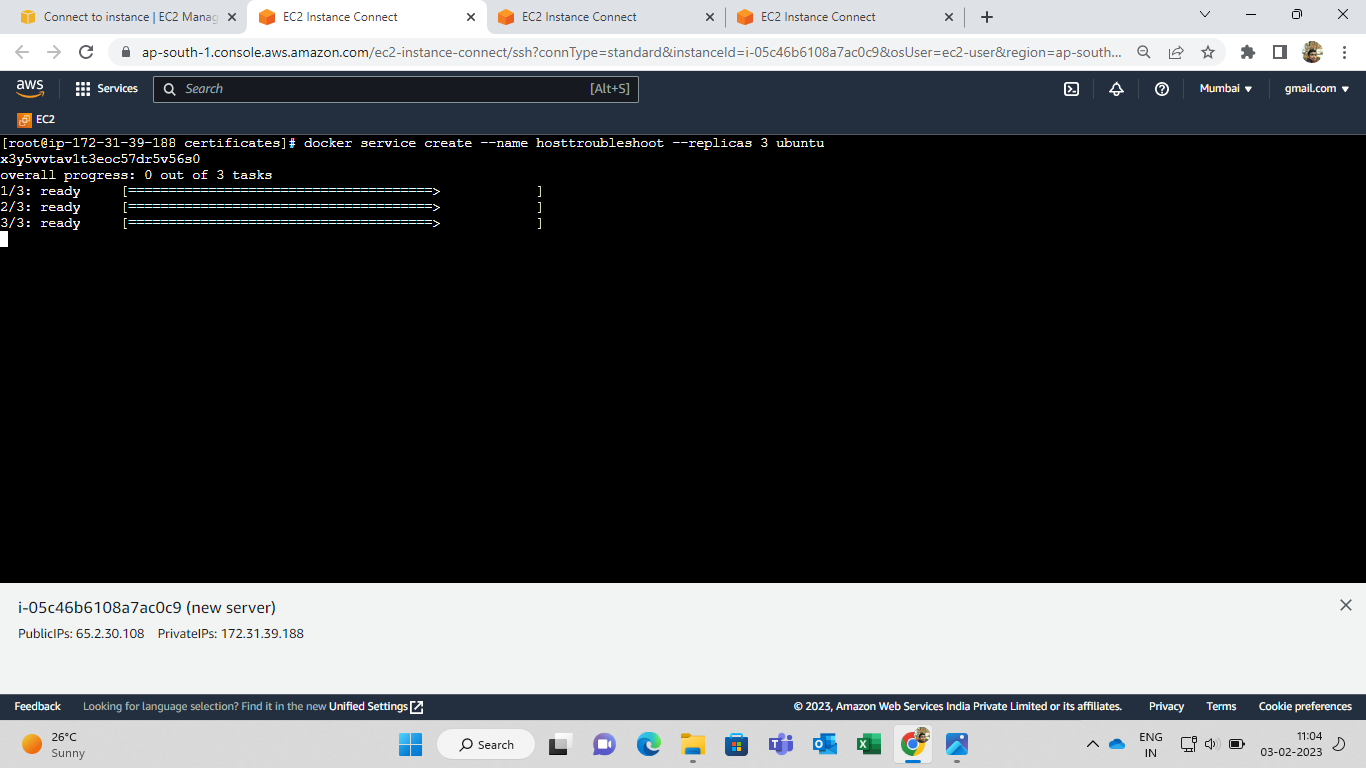 Connect to instance | EC2 Manag
EC2 Instance Connect
EC2 Instance Connect
EC2 Instance Connect
ap-south-1.console.aws.amazon.com/ec2-instance-connect/ssh?connType=standard&instanceId=i-05c46b6108a7ac0c9&osUser=ec2-user&region=ap-south...
aws
Services
Search
[Alt+S]
Mumbai
gmail.com
EC2
[root@ip-172-31-39-188 certificates]# docker service create --name hosttroubleshoot --replicas 3 ubuntu
x3y5vvtav1t3eoc57dr5v56s0
overall progress: 0 out of 3 tasks
1/3: ready [======================================> ]
2/3: ready [======================================> ]
3/3: ready [======================================> ]
i-05c46b6108a7ac0c9 (new server)
PublicIPs: 65.2.30.108 PrivateIPs: 172.31.39.188
Feedback
Looking for language selection? Find it in the new Unified Settings
© 2023, Amazon Web Services India Private Limited or its affiliates.
Privacy
Terms
Cookie preferences
26°C
Sunny
Search
ENG
IN
11:04
03-02-2023